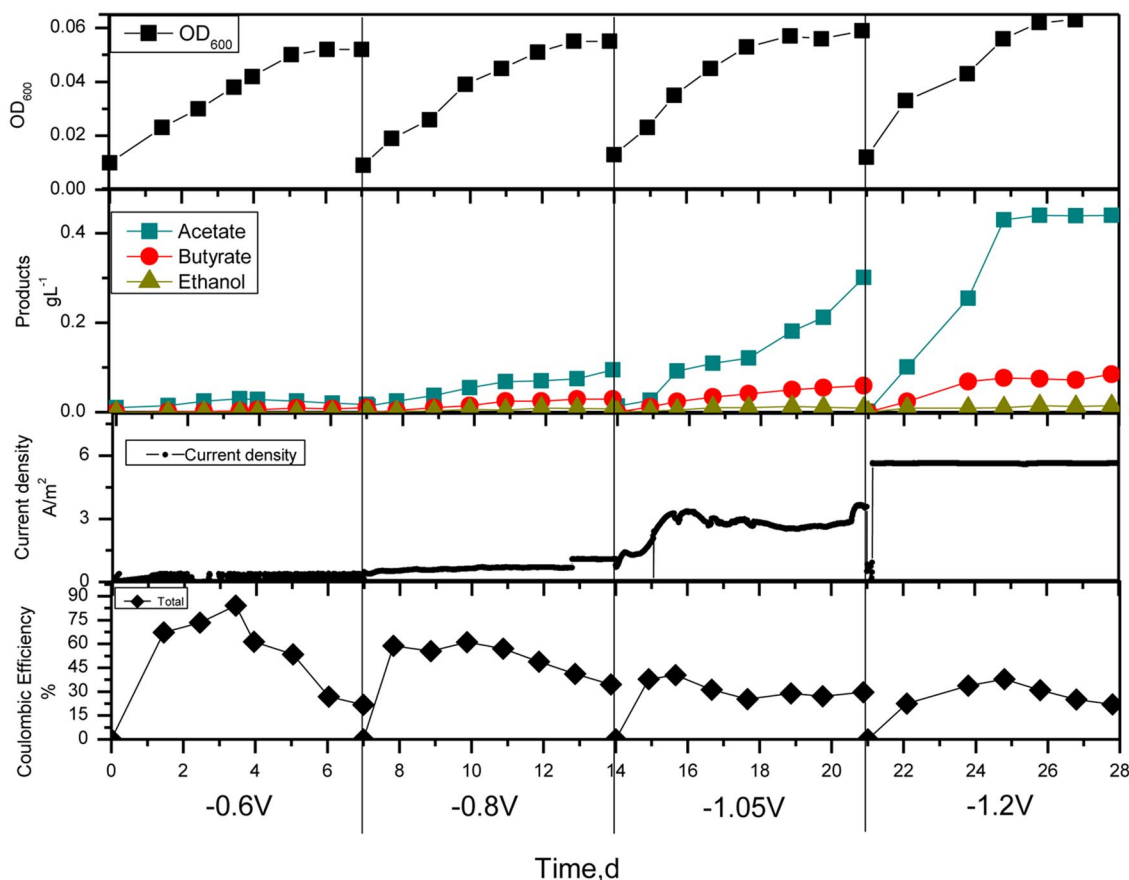 0.06
0.04
0.02
0.00
OD600
OD600
0.4
0.2
0.0
Products
gL-1
Acetate
Butyrate
Ethanol
6
3
0
Current density
A/m2
Current density
90
75
60
45
30
15
0
Coulombic Efficiency
%
Total
0 2 4 6 8 10 12 14 16 18 20 22 24 26 28
-0.6V -0.8V -1.05V -1.2V
Time,d